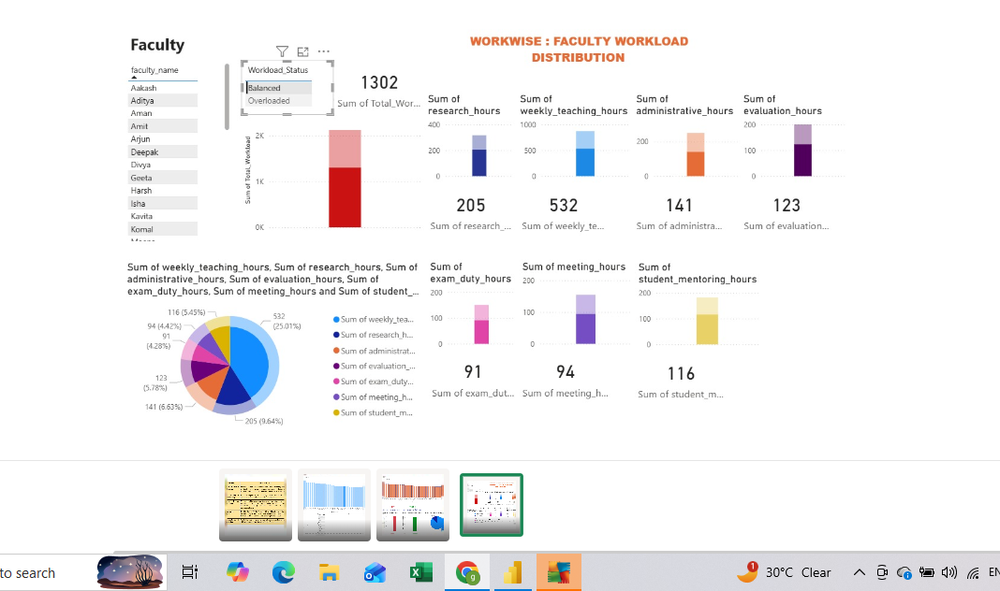 Faculty
WORKWISE : FACULTY WORKLOAD
DISTRIBUTION
faculty_name
Aakash
Aditya
Aman
Amit
Arjun
Deepak
Divya
Geeta
Harsh
Isha
Kavita
Komal
Workload_Status
Balanced
Overloaded
1302
Sum of Total_Wor...
Sum of Total_Workload
2K
1K
0K
Sum of
research_hours
400
200
0
205
Sum of research_...
Sum of
weekly_teaching_hours
1000
500
0
532
Sum of weekly_te...
Sum of
administrative_hours
200
0
141
Sum of administra...
Sum of
evaluation_hours
200
100
0
123
Sum of evaluation...
Sum of weekly_teaching_hours, Sum of research_hours, Sum of
administrative_hours, Sum of evaluation_hours, Sum of
exam_duty_hours, Sum of meeting_hours and Sum of student_...
116 (5.45%)
94 (4.42%)
91
(4.28%)
123
(5.78%)
141 (6.63%)
205 (9.64%)
532
(25.01%)
Sum of weekly_tea...
Sum of research_h...
Sum of administrat...
Sum of evaluation_...
Sum of exam_duty...
Sum of meeting_h...
Sum of student_m...
Sum of
exam_duty_hours
200
100
0
91
Sum of exam_dut...
Sum of meeting_hours
200
100
0
94
Sum of meeting_h...
Sum of
student_mentoring_hours
200
100
0
116
Sum of student_m...
to search
1
30°C Clear
EN